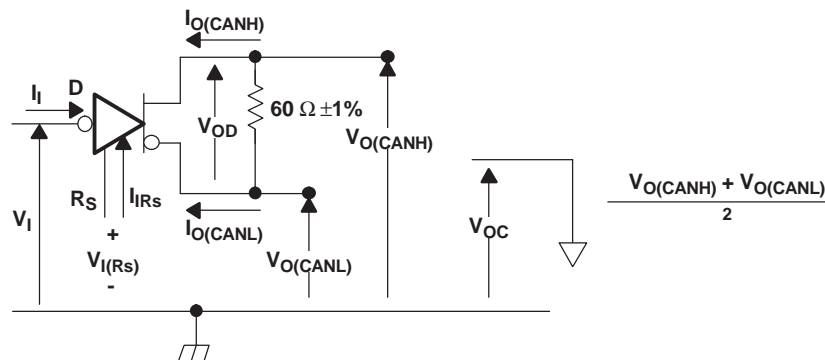 I_O(CANH)
I_I
D
60 Ω ±1%
V_OD
V_O(CANH)
R_S
I_IRs
V_I
+
V_I(Rs)
-
I_O(CANL)
V_O(CANL)
V_OC
V_O(CANH) + V_O(CANL)
2